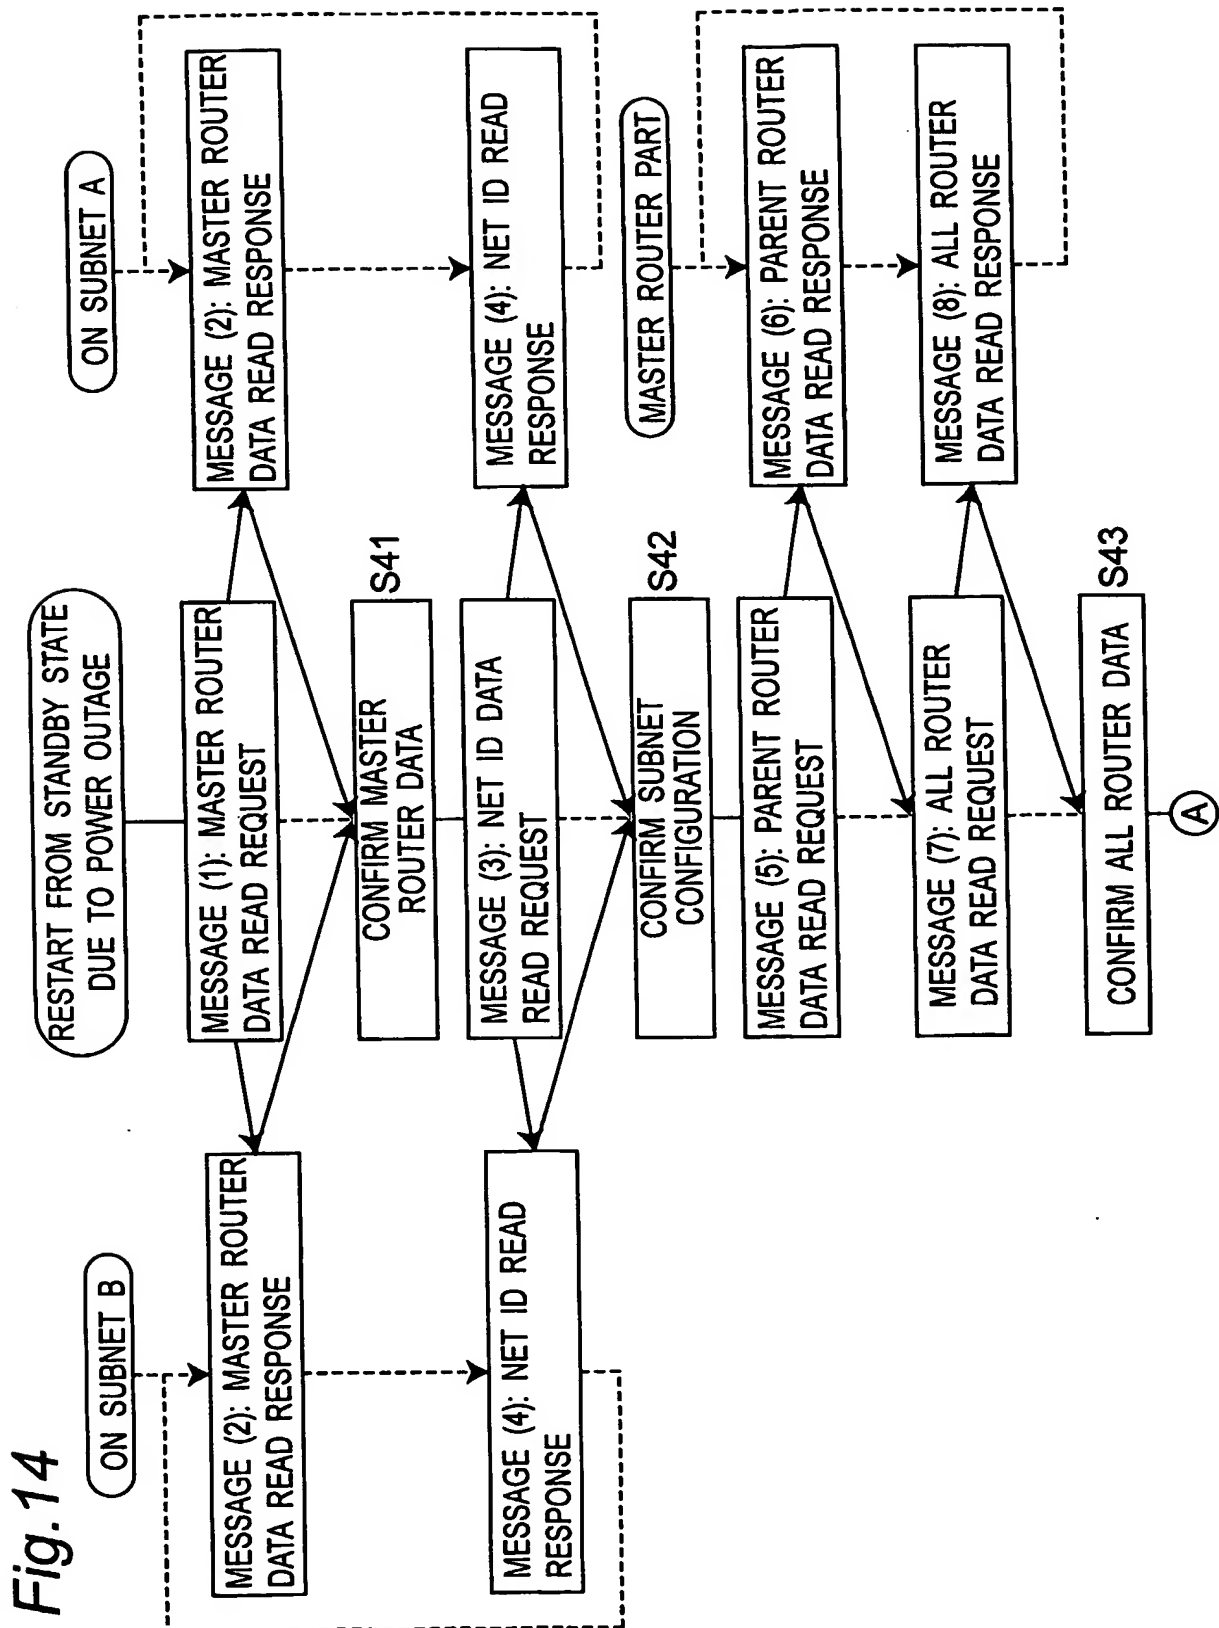 Fig.14
ON SUBNET B
MESSAGE (2): MASTER ROUTER
DATA READ RESPONSE
MESSAGE (4): NET ID READ
RESPONSE
RESTART FROM STANDBY STATE
DUE TO POWER OUTAGE
MESSAGE (1): MASTER ROUTER
DATA READ REQUEST
CONFIRM MASTER
ROUTER DATA
S41
MESSAGE (3): NET ID DATA
READ REQUEST
CONFIRM SUBNET
CONFIGURATION
S42
MESSAGE (5): PARENT ROUTER
DATA READ REQUEST
MESSAGE (7): ALL ROUTER
DATA READ REQUEST
CONFIRM ALL ROUTER DATA
S43
A
ON SUBNET A
MESSAGE (2): MASTER ROUTER
DATA READ RESPONSE
MESSAGE (4): NET ID READ
RESPONSE
MASTER ROUTER PART
MESSAGE (6): PARENT ROUTER
DATA READ RESPONSE
MESSAGE (8): ALL ROUTER
DATA READ RESPONSE